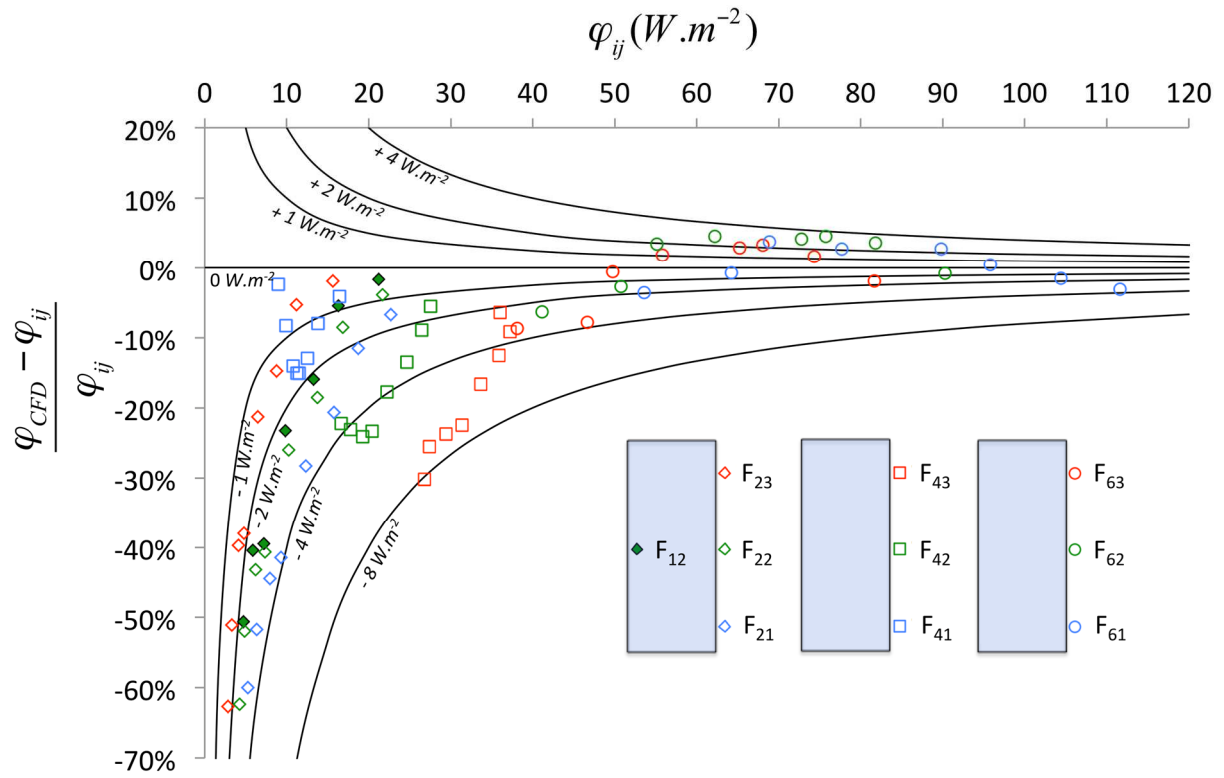 φij (W.m-2)
0 10 20 30 40 50 60 70 80 90 100 110 120
20%
10%
0%
-10%
-20%
-30%
-40%
-50%
-60%
-70%
φCFD − φij
φij
+ 4 W.m-2
+ 2 W.m-2
+ 1 W.m-2
0 W.m-2
- 1 W.m-2
- 2 W.m-2
- 4 W.m-2
- 8 W.m-2
F23 F43 F63
F12 F22 F42 F62
F21 F41 F61